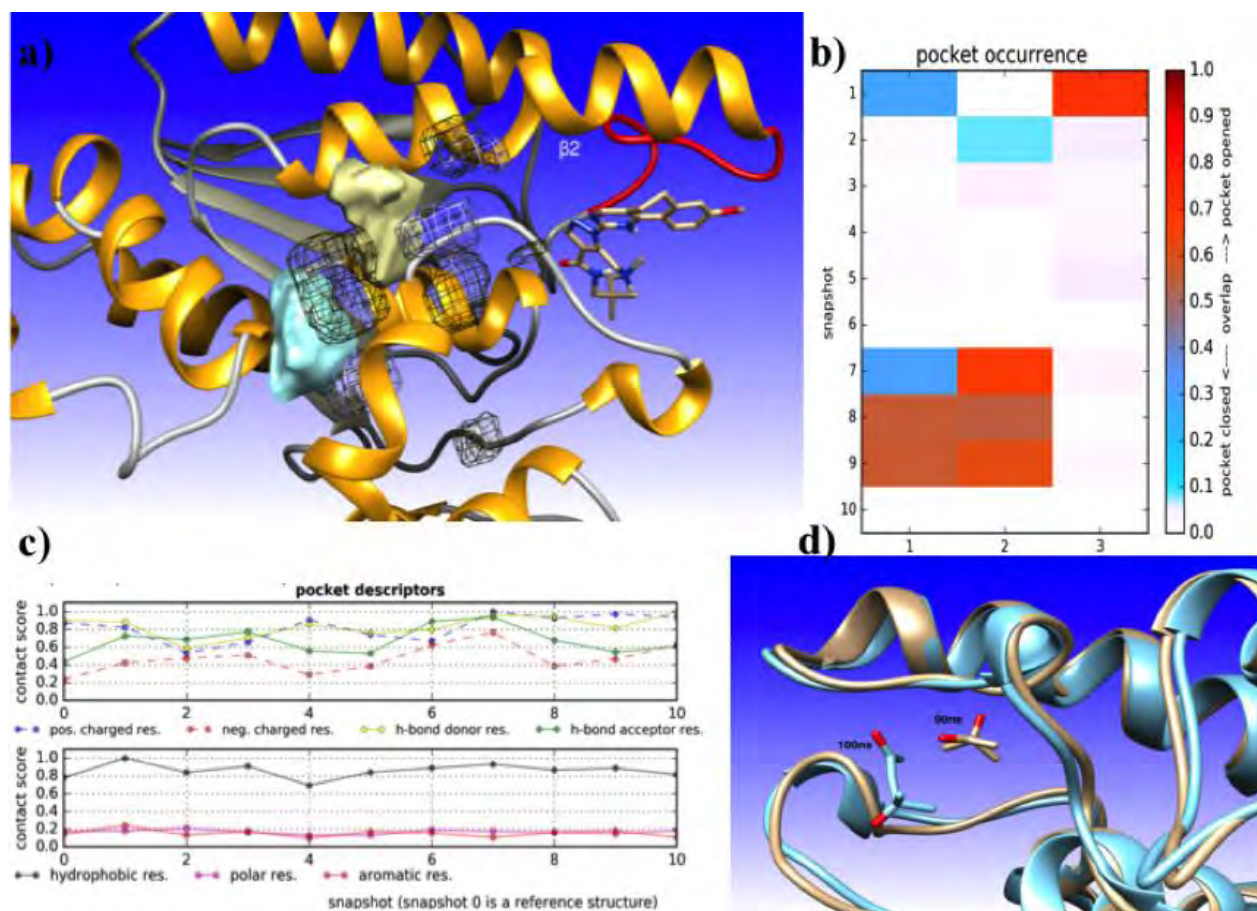 a)
β2
b)
pocket occurrence
1
2
3
4
5
6
7
8
9
10
snapshot
1 2 3
1.0
0.9
0.8
0.7
0.6
0.5
0.4
0.3
0.2
0.1
0.0
pocket closed <---- overlap ---> pocket opened
c)
pocket descriptors
contact score
1.0
0.8
0.6
0.4
0.2
0.0
0 2 4 6 8 10
pos. charged res. neg. charged res. h-bond donor res. h-bond acceptor res.
contact score
1.0
0.8
0.6
0.4
0.2
0.0
0 2 4 6 8 10
hydrophobic res. polar res. aromatic res.
snapshot (snapshot 0 is a reference structure)
d)
90ns
100ns